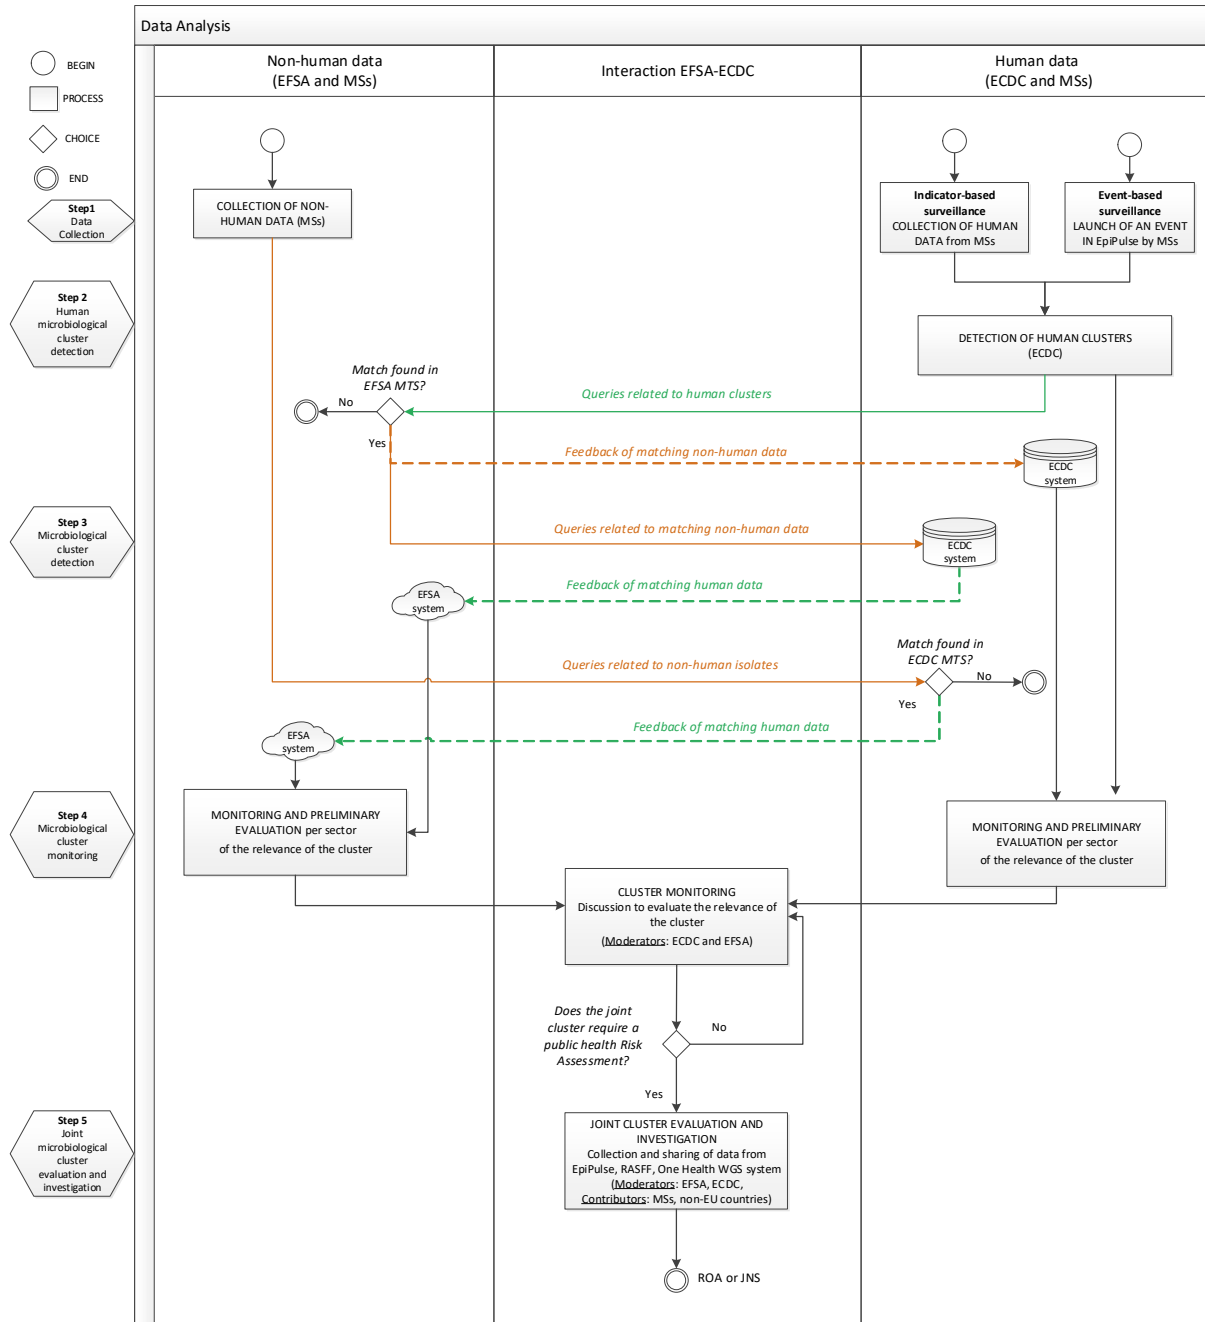 Data Analysis
Non-human data
(EFSA and MSs)
Interaction EFSA-ECDC
Human data
(ECDC and MSs)
BEGIN
PROCESS
CHOICE
END
Step1
Data
Collection
COLLECTION OF NON-
HUMAN DATA (MSs)
Indicator-based
surveillance
COLLECTION OF HUMAN
DATA from MSs
Event-based
surveillance
LAUNCH OF AN EVENT
IN EpiPulse by MSs
Step 2
Human
microbiological
cluster
detection
DETECTION OF HUMAN CLUSTERS
(ECDC)
Match found in
EFSA MTS?
No
Yes
Queries related to human clusters
Feedback of matching non-human data
ECDC
system
Step 3
Microbiological
cluster
detection
Queries related to matching non-human data
ECDC
system
Feedback of matching human data
EFSA
system
Match found in
ECDC MTS?
Queries related to non-human isolates
No
Yes
Feedback of matching human data
EFSA
system
Step 4
Microbiological
cluster
monitoring
MONITORING AND PRELIMINARY
EVALUATION per sector
of the relevance of the cluster
MONITORING AND PRELIMINARY
EVALUATION per sector
of the relevance of the cluster
CLUSTER MONITORING
Discussion to evaluate the relevance of
the cluster
(Moderators: ECDC and EFSA)
Does the joint
cluster require a
public health Risk
Assessment?
No
Yes
Step 5
Joint
microbiological
cluster
evaluation and
investigation
JOINT CLUSTER EVALUATION AND
INVESTIGATION
Collection and sharing of data from
EpiPulse, RASFF, One Health WGS system
(Moderators: EFSA, ECDC,
Contributors: MSs, non-EU countries)
ROA or JNS